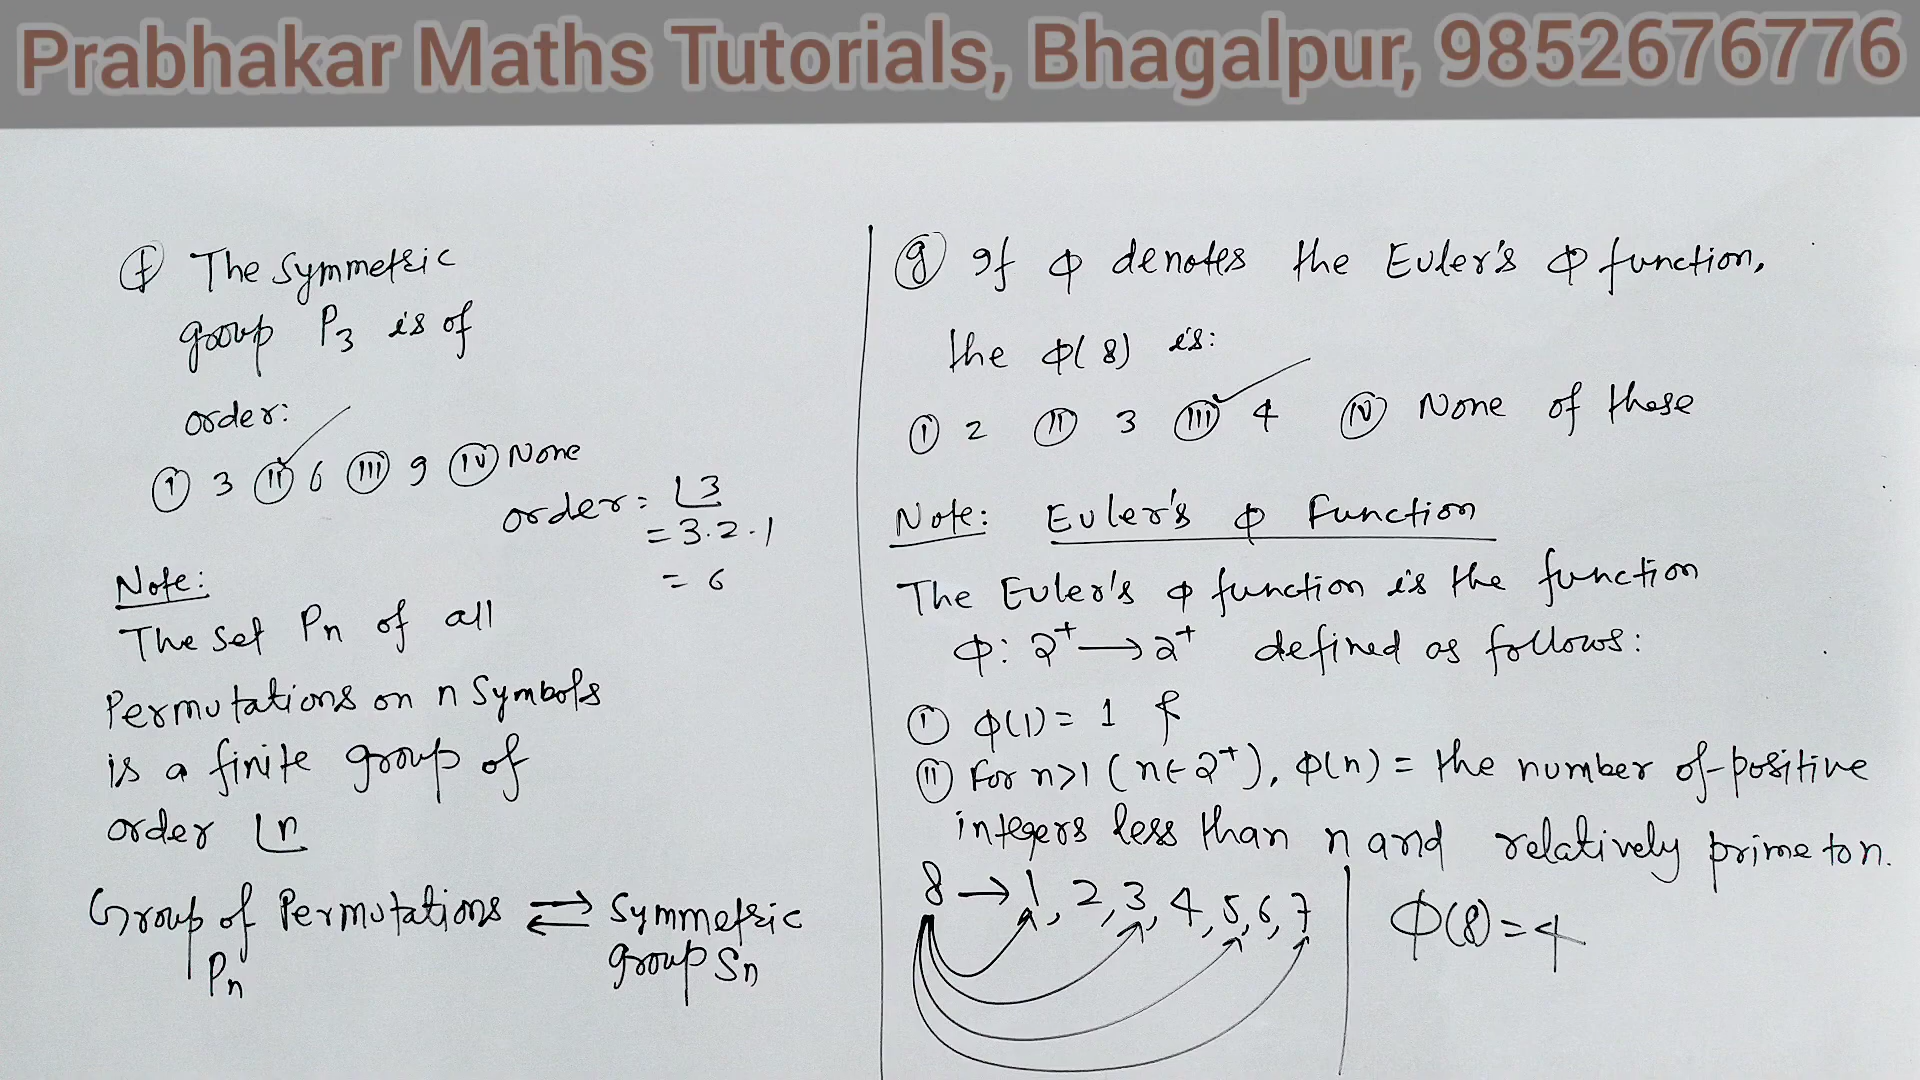 Prabhakar Maths Tutorials, Bhagalpur, 9852676776
(f) The Symmetric
group P₃ is of
order:
(i) 3 (ii) 6 (iii) 9 (iv) None
order = ⌊3
= 3.2.1
= 6
Note:
The set Pn of all
Permutations on n Symbols
is a finite group of
order ⌊n
Group of Permutations ⇄ Symmetric
Pn group Sn
(g) If φ denotes the Euler's φ function,
the φ(8) is:
(i) 2 (ii) 3 (iii) 4 (iv) None of these
Note: Euler's φ Function
The Euler's φ function is the function
φ: Z⁺ → Z⁺ defined as follows:
(i) φ(1) = 1 &
(ii) For n>1 (n∈Z⁺), φ(n) = the number of positive
integers less than n and relatively prime to n.
8 → 1, 2, 3, 4, 5, 6, 7
φ(8) = 4